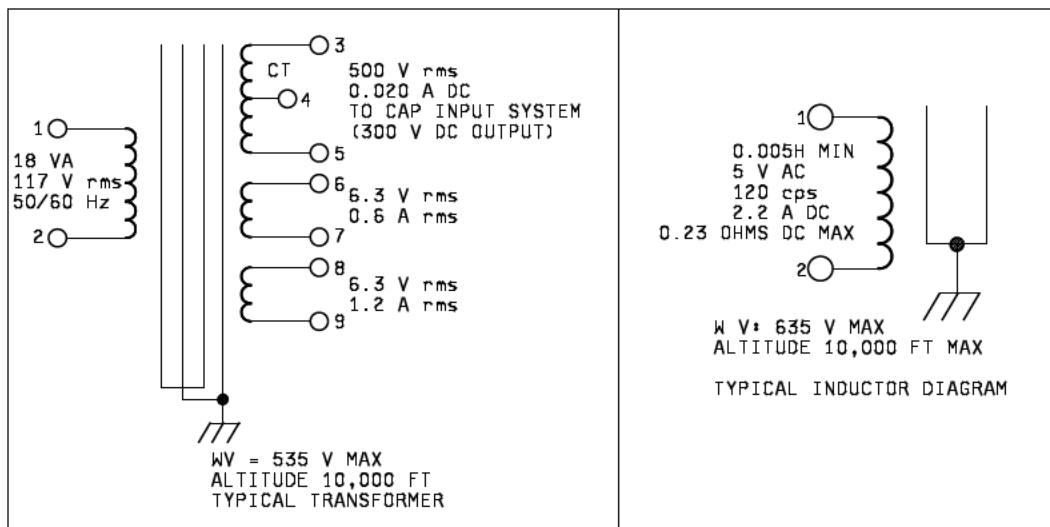 3
CT
4
500 V rms
0.020 A DC
TO CAP INPUT SYSTEM
(300 V DC OUTPUT)
5
1
18 VA
117 V rms
50/60 Hz
2
6
6.3 V rms
0.6 A rms
7
8
6.3 V rms
1.2 A rms
9
WV = 535 V MAX
ALTITUDE 10,000 FT
TYPICAL TRANSFORMER
1
0.005H MIN
5 V AC
120 cps
2.2 A DC
0.23 OHMS DC MAX
2
W V: 635 V MAX
ALTITUDE 10,000 FT MAX
TYPICAL INDUCTOR DIAGRAM